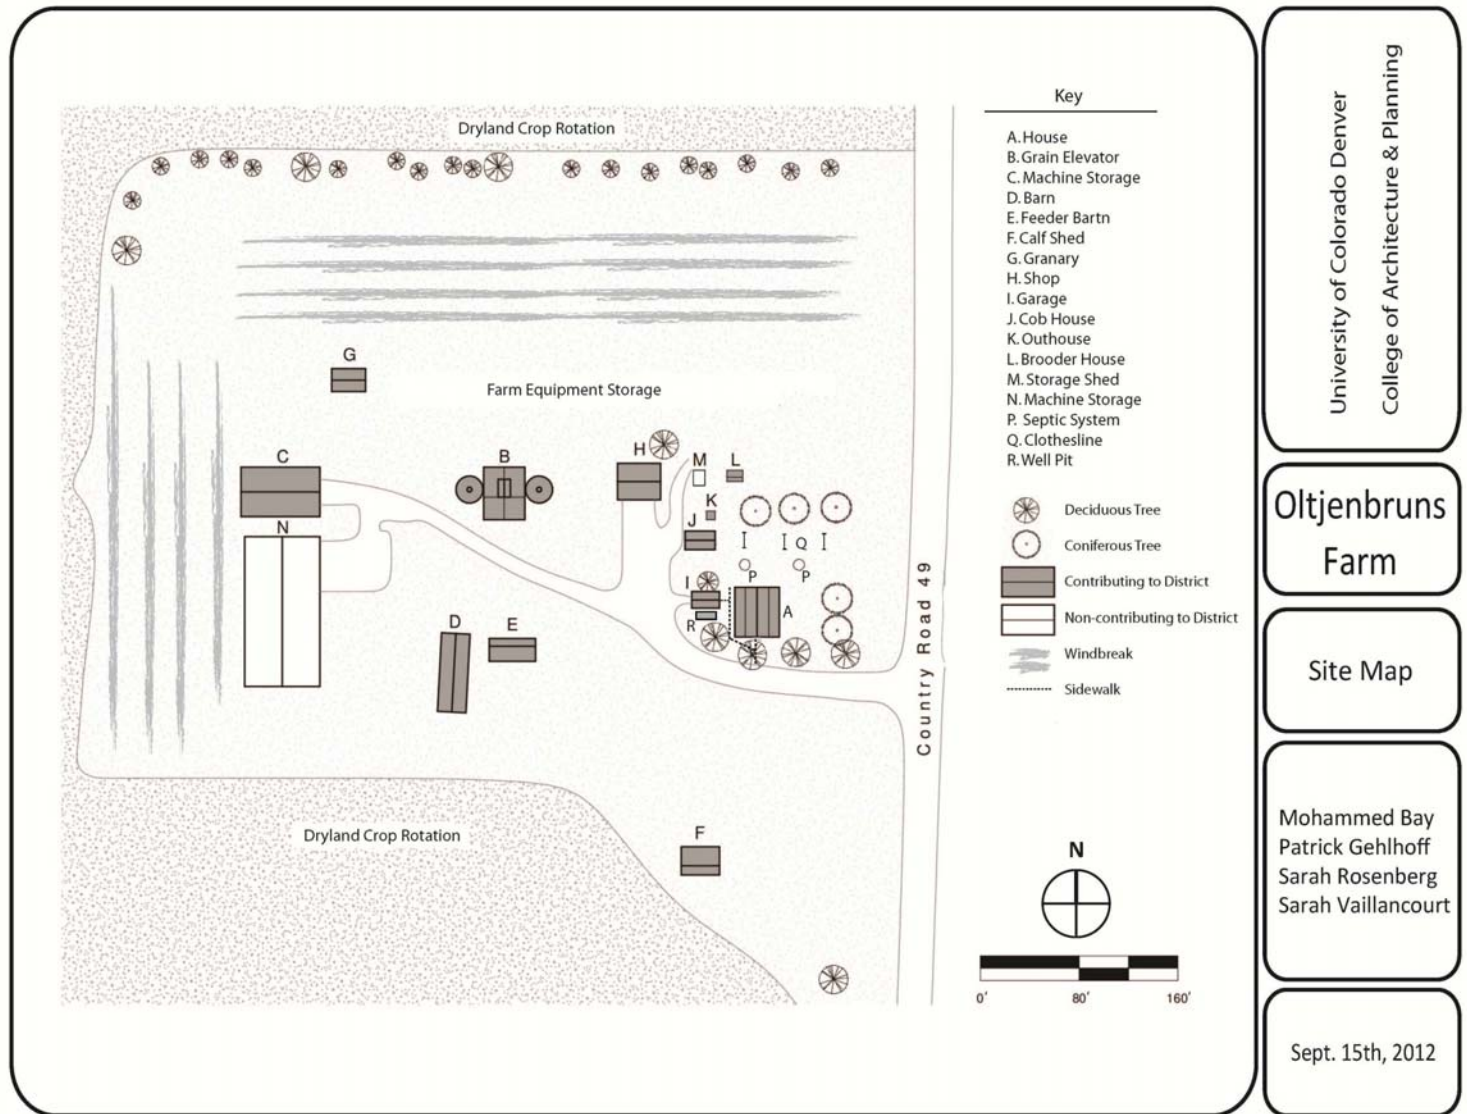 Dryland Crop Rotation
G
Farm Equipment Storage
C
B
H
M
L
K
N
J
Q
P
P
I
A
R
D
E
Dryland Crop Rotation
F
Country Road 49
Key
A. House
B. Grain Elevator
C. Machine Storage
D. Barn
E. Feeder Bartn
F. Calf Shed
G. Granary
H. Shop
I. Garage
J. Cob House
K. Outhouse
L. Brooder House
M. Storage Shed
N. Machine Storage
P. Septic System
Q. Clothesline
R. Well Pit
Deciduous Tree
Coniferous Tree
Contributing to District
Non-contributing to District
Windbreak
Sidewalk
N
0' 80' 160'
University of Colorado Denver
College of Architecture & Planning
Oltjenbruns
Farm
Site Map
Mohammed Bay
Patrick Gehlhoff
Sarah Rosenberg
Sarah Vaillancourt
Sept. 15th, 2012